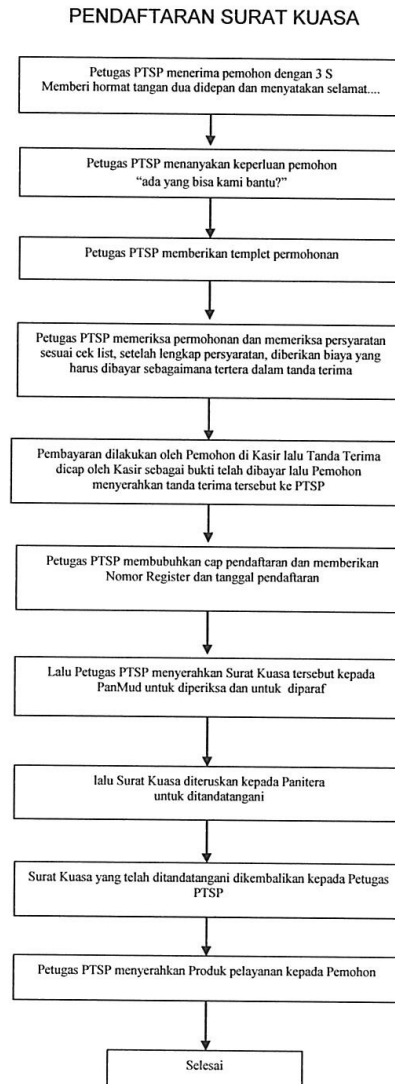 PENDAFTARAN SURAT KUASA
Petugas PTSP menerima pemohon dengan 3 S
Memberi hormat tangan dua didepan dan menyatakan selamat....
Petugas PTSP menanyakan keperluan pemohon
“ada yang bisa kami bantu?”
Petugas PTSP memberikan templet permohonan
Petugas PTSP memeriksa permohonan dan memeriksa persyaratan
sesuai cek list, setelah lengkap persyaratan, diberikan biaya yang
harus dibayar sebagaimana tertera dalam tanda terima
Pembayaran dilakukan oleh Pemohon di Kasir lalu Tanda Terima
dicap oleh Kasir sebagai bukti telah dibayar lalu Pemohon
menyerahkan tanda terima tersebut ke PTSP
Petugas PTSP membubuhkan cap pendaftaran dan memberikan
Nomor Register dan tanggal pendaftaran
Lalu Petugas PTSP menyerahkan Surat Kuasa tersebut kepada
PanMud untuk diperiksa dan untuk diparaf
lalu Surat Kuasa diteruskan kepada Panitera
untuk ditandatangani
Surat Kuasa yang telah ditandatangani dikembalikan kepada Petugas
PTSP
Petugas PTSP menyerahkan Produk pelayanan kepada Pemohon
Selesai